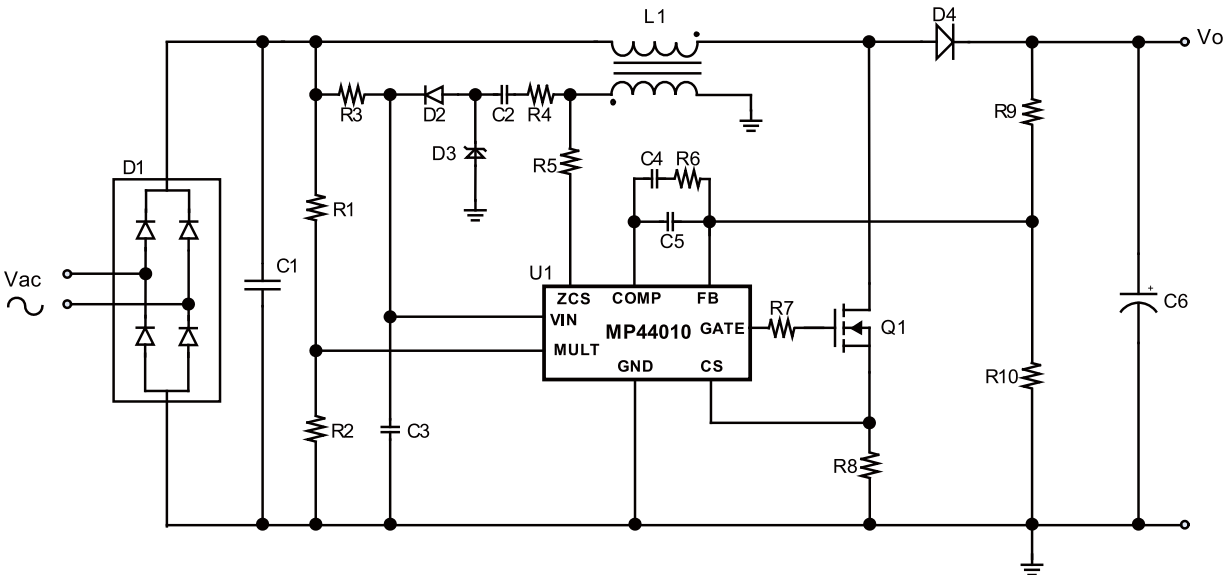 L1
D4
Vo
R3
D2
C2
R4
R9
D3
R5
C4
R6
D1
R1
C5
C1
U1
Vac
ZCS
COMP
FB
R7
C6
VIN
MP44010
GATE
Q1
MULT
GND
CS
R10
R2
C3
R8
+